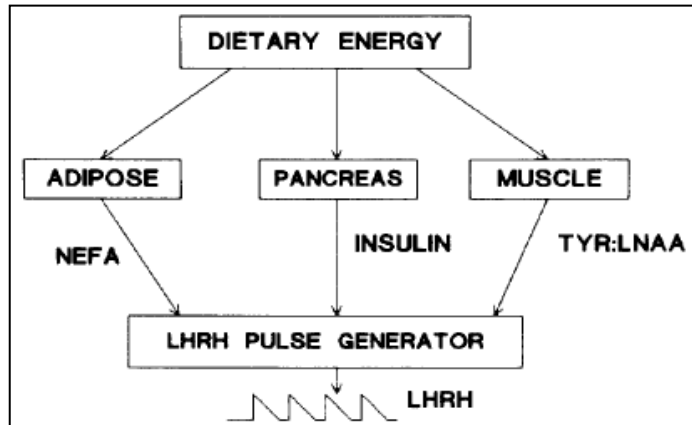 DIETARY ENERGY
ADIPOSE
PANCREAS
MUSCLE
NEFA
INSULIN
TYR:LNAA
LHRH PULSE GENERATOR
LHRH